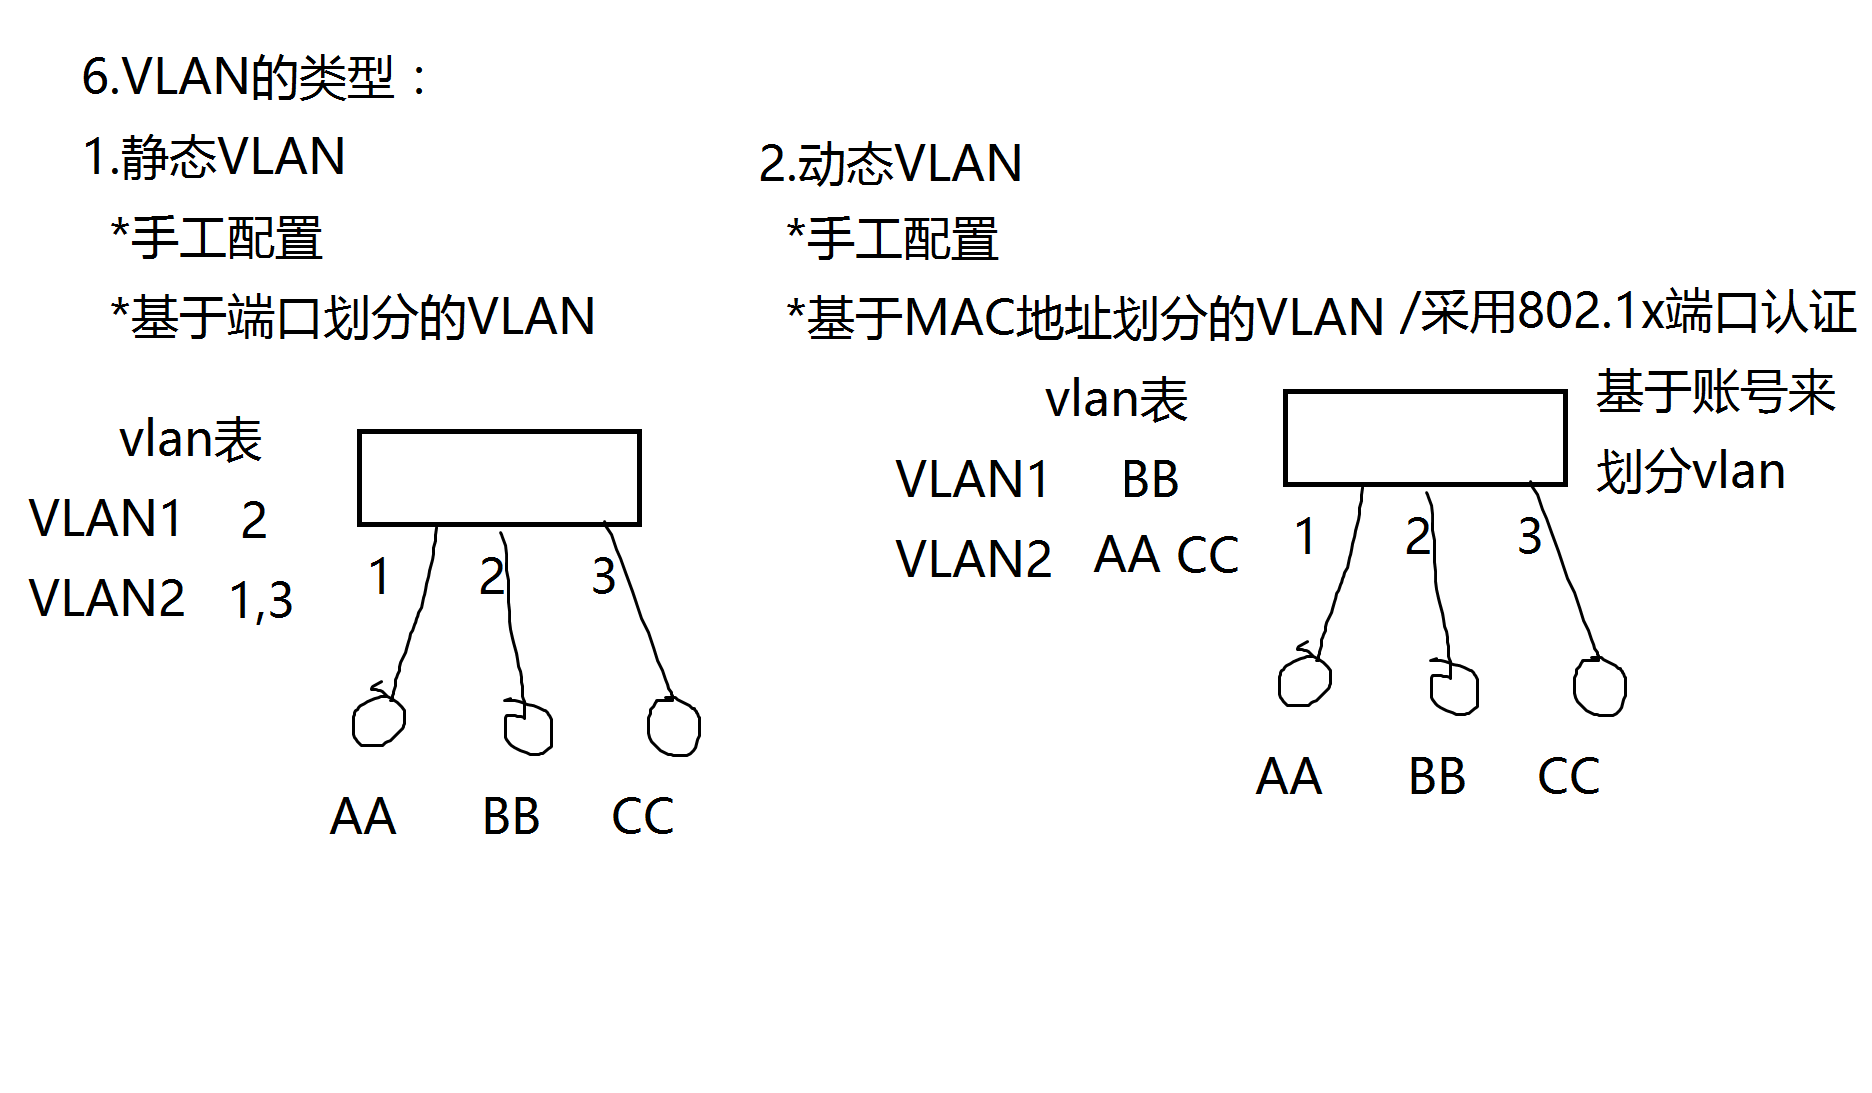 6.VLAN的类型：
1.静态VLAN
*手工配置
*基于端口划分的VLAN
vlan表
VLAN1 2
VLAN2 1,3
1 2 3
AA BB CC
2.动态VLAN
*手工配置
*基于MAC地址划分的VLAN /采用802.1x端口认证
基于账号来
划分vlan
vlan表
VLAN1 BB
VLAN2 AA CC
1 2 3
AA BB CC